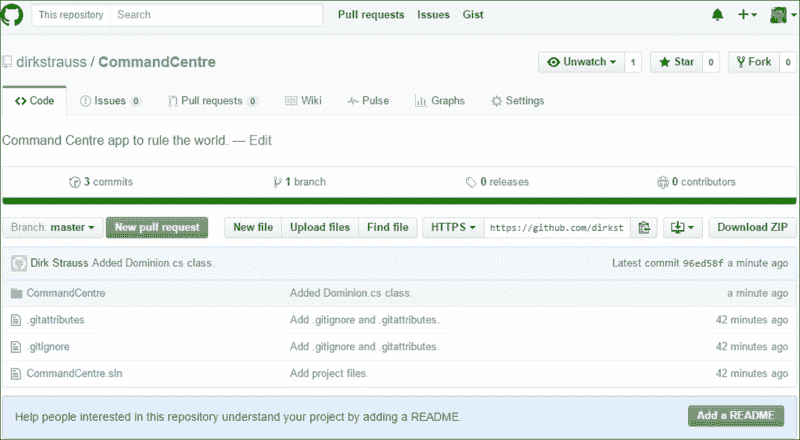 This repository Search Pull requests Issues Gist
dirkstrauss / CommandCentre Unwatch 1 Star 0 Fork 0
Code Issues 0 Pull requests 0 Wiki Pulse Graphs Settings
Command Centre app to rule the world. — Edit
3 commits 1 branch 0 releases 0 contributors
Branch: master New pull request New file Upload files Find file HTTPS https://github.com/dirkst Download ZIP
Dirk Strauss Added Dominion.cs class. Latest commit 96ed58f a minute ago
CommandCentre Added Dominion.cs class. a minute ago
.gitattributes Add .gitignore and .gitattributes. 42 minutes ago
.gitignore Add .gitignore and .gitattributes. 42 minutes ago
CommandCentre.sln Add project files. 42 minutes ago
Help people interested in this repository understand your project by adding a README. Add a README